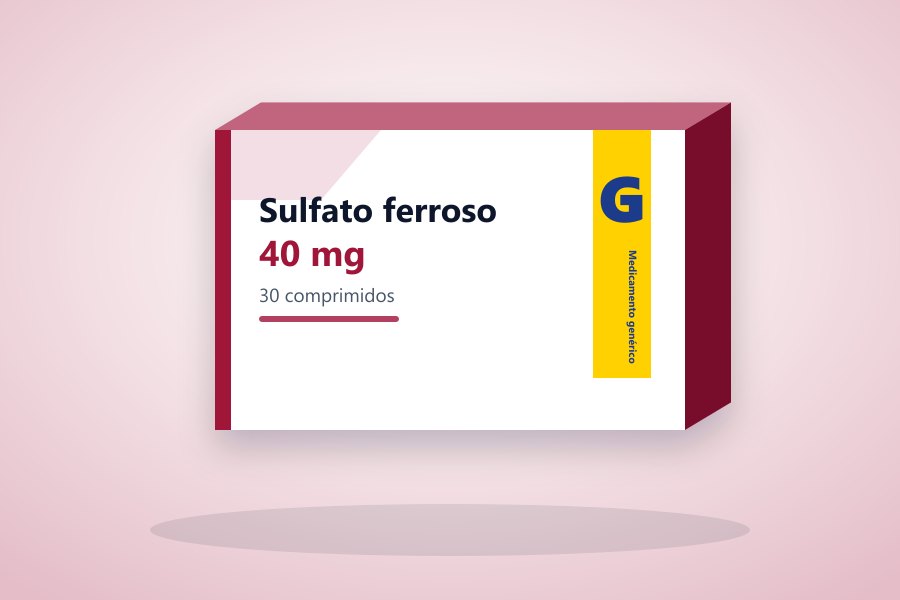 Sulfato ferroso
40 mg
30 comprimidos
G
Medicamento genérico